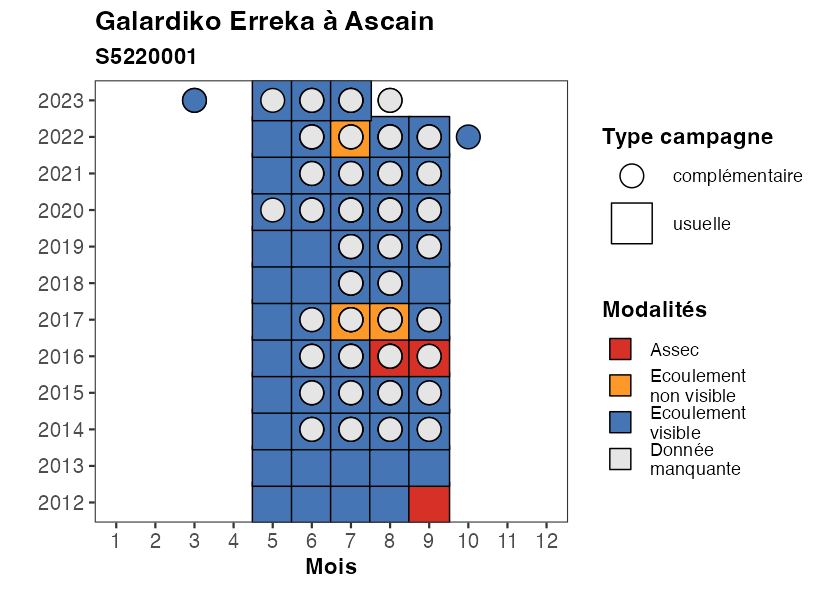 Galardiko Erreka à Ascain
S5220001
2023
2022
2021
2020
2019
2018
2017
2016
2015
2014
2013
2012
1 2 3 4 5 6 7 8 9 10 11 12
Mois
Type campagne
complémentaire
usuelle
Modalités
Assec
Ecoulement
non visible
Ecoulement
visible
Donnée
manquante